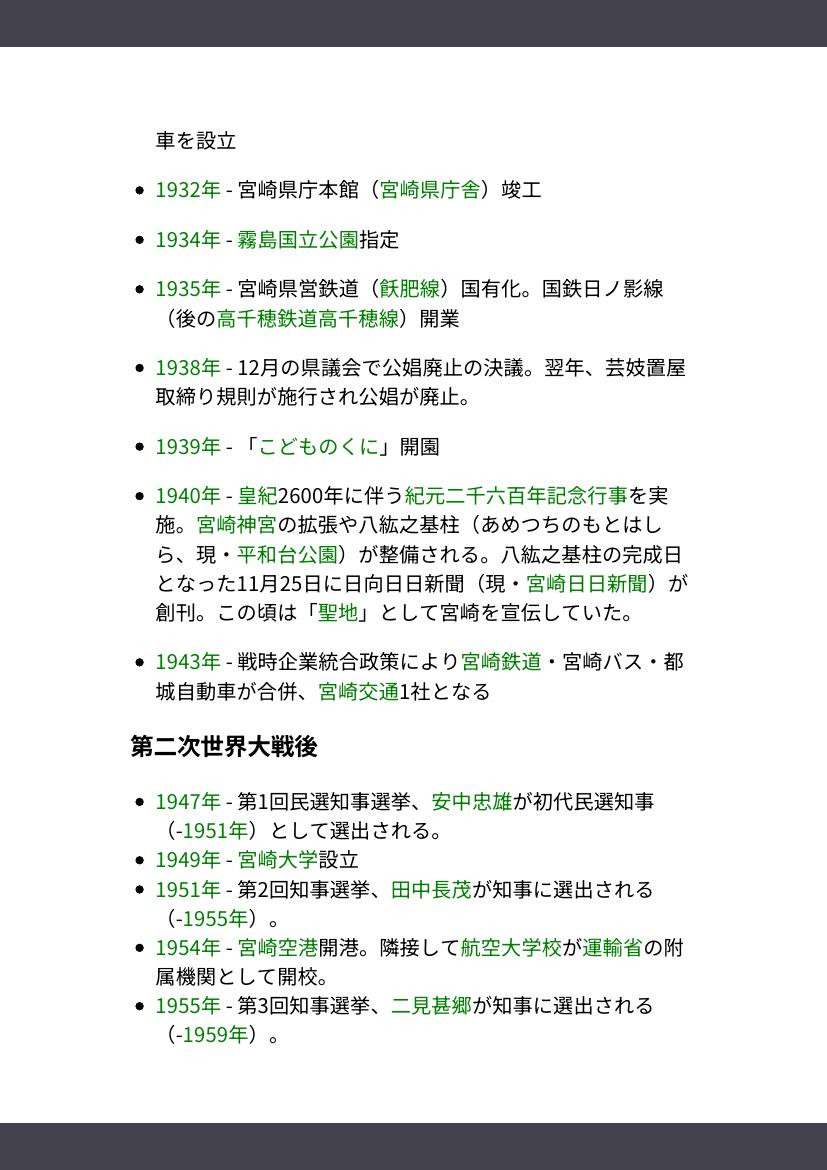 車を設立
1932年 - 宮崎県庁本館（宮崎県庁舎）竣工
1934年 - 霧島国立公園指定
1935年 - 宮崎県営鉄道（飫肥線）国有化。国鉄日ノ影線
（後の高千穂鉄道高千穂線）開業
1938年 - 12月の県議会で公娼廃止の決議。翌年、芸妓置屋
取締り規則が施行され公娼が廃止。
1939年 - 「こどものくに」開園
1940年 - 皇紀2600年に伴う紀元二千六百年記念行事を実
施。宮崎神宮の拡張や八紘之基柱（あめつちのもとはし
ら、現・平和台公園）が整備される。八紘之基柱の完成日
となった11月25日に日向日日新聞（現・宮崎日日新聞）が
創刊。この頃は「聖地」として宮崎を宣伝していた。
1943年 - 戦時企業統合政策により宮崎鉄道・宮崎バス・都
城自動車が合併、宮崎交通1社となる
第二次世界大戦後
1947年 - 第1回民選知事選挙、安中忠雄が初代民選知事
（-1951年）として選出される。
1949年 - 宮崎大学設立
1951年 - 第2回知事選挙、田中長茂が知事に選出される
（-1955年）。
1954年 - 宮崎空港開港。隣接して航空大学校が運輸省の附
属機関として開校。
1955年 - 第3回知事選挙、二見甚郷が知事に選出される
（-1959年）。